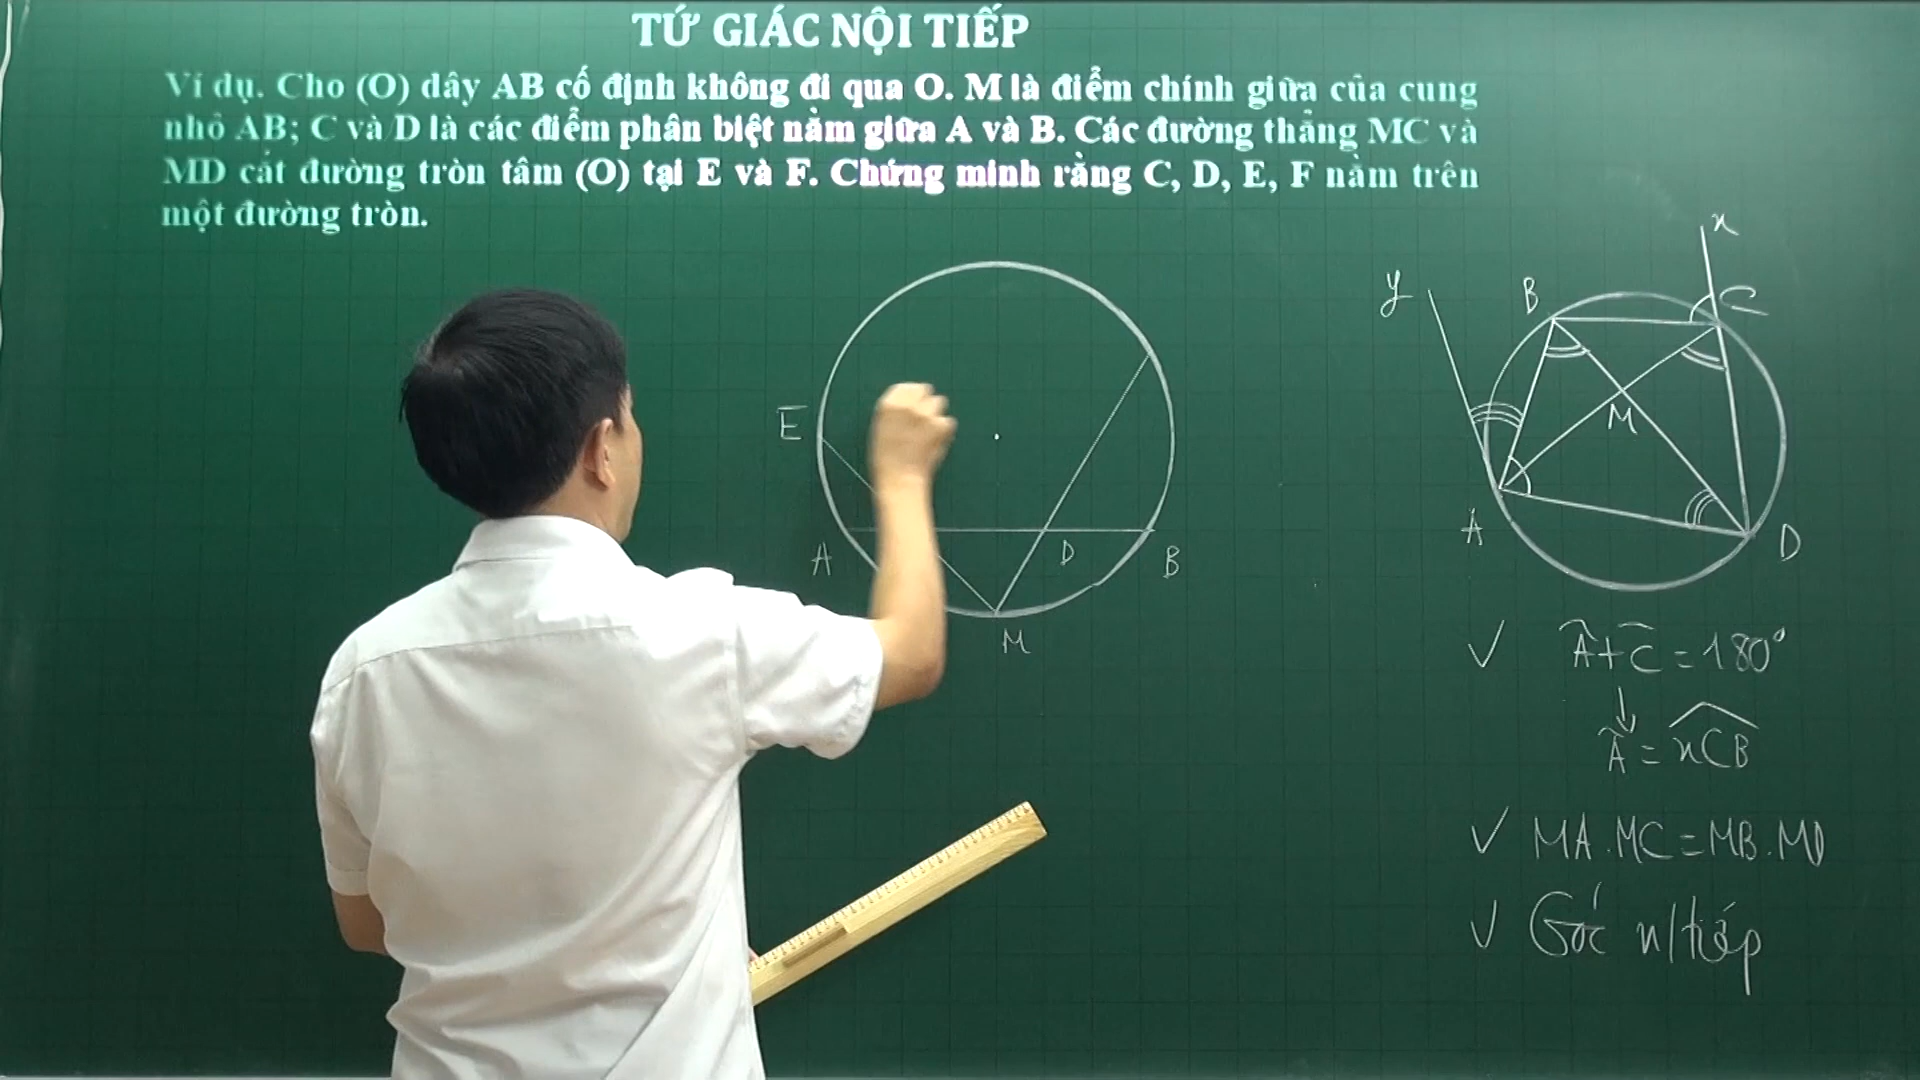 TỨ GIÁC NỘI TIẾP
Ví dụ. Cho (O) dây AB cố định không đi qua O. M là điểm chính giữa của cung
nhỏ AB; C và D là các điểm phân biệt nằm giữa A và B. Các đường thẳng MC và
MD cắt đường tròn tâm (O) tại E và F. Chứng minh rằng C, D, E, F nằm trên
một đường tròn.
E
A
D
B
M
x
y
B
C
M
A
D
✓ Â+Ĉ=180°
↓
Â = xCB
✓ MA.MC=MB.MD
✓ Góc n/tiếp